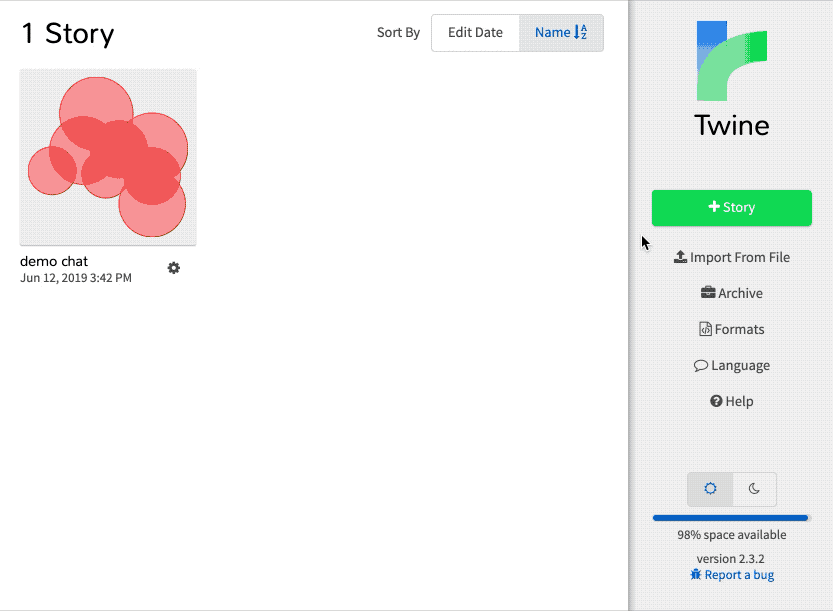 1 Story
Sort By Edit Date Name
demo chat
Jun 12, 2019 3:42 PM
Twine
+ Story
Import From File
Archive
Formats
Language
Help
98% space available
version 2.3.2
Report a bug